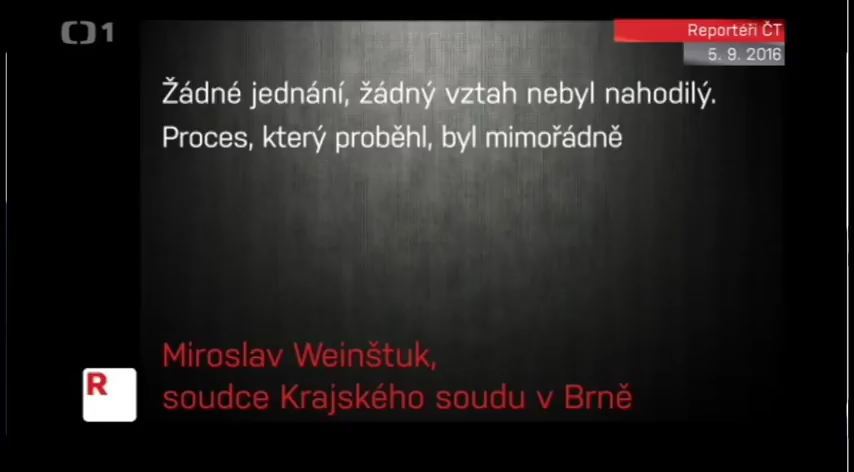 1
Reportéři ČT
5. 9. 2016
Žádné jednání, žádný vztah nebyl nahodilý.
Proces, který proběhl, byl mimořádně
Miroslav Weinštuk,
R
soudce Krajského soudu v Brně